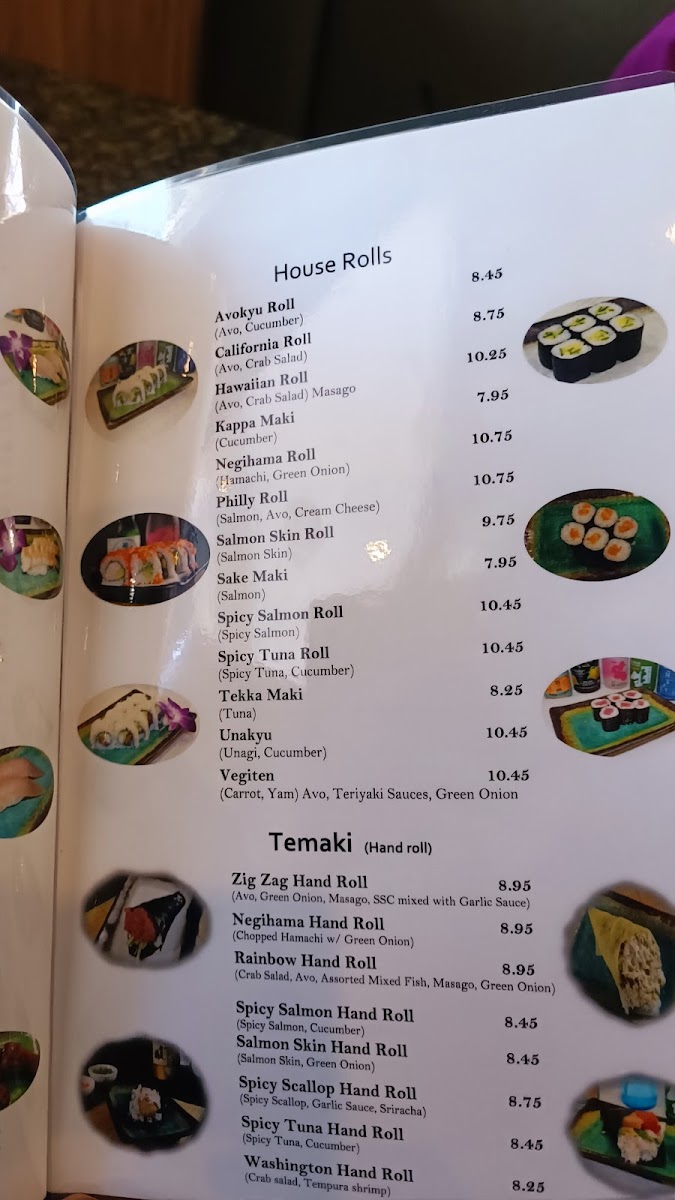 House Rolls
Avokyu Roll 8.45
(Avo, Cucumber)
California Roll 8.75
(Avo, Crab Salad)
Hawaiian Roll 10.25
(Avo, Crab Salad) Masago
Kappa Maki 7.95
(Cucumber)
Negihama Roll 10.75
(Hamachi, Green Onion)
Philly Roll 10.75
(Salmon, Avo, Cream Cheese)
Salmon Skin Roll 9.75
(Salmon Skin)
Sake Maki 7.95
(Salmon)
Spicy Salmon Roll 10.45
(Spicy Salmon)
Spicy Tuna Roll 10.45
(Spicy Tuna, Cucumber)
Tekka Maki 8.25
(Tuna)
Unakyu 10.45
(Unagi, Cucumber)
Vegiten 10.45
(Carrot, Yam) Avo, Teriyaki Sauces, Green Onion
Temaki (Hand roll)
Zig Zag Hand Roll 8.95
(Avo, Green Onion, Masago, SSC mixed with Garlic Sauce)
Negihama Hand Roll 8.95
(Chopped Hamachi w/ Green Onion)
Rainbow Hand Roll 8.95
(Crab Salad, Avo, Assorted Mixed Fish, Masago, Green Onion)
Spicy Salmon Hand Roll 8.45
(Spicy Salmon, Cucumber)
Salmon Skin Hand Roll 8.45
(Salmon Skin, Green Onion)
Spicy Scallop Hand Roll 8.75
(Spicy Scallop, Garlic Sauce, Sriracha)
Spicy Tuna Hand Roll 8.45
(Spicy Tuna, Cucumber)
Washington Hand Roll 8.25
(Crab salad, Tempura shrimp)